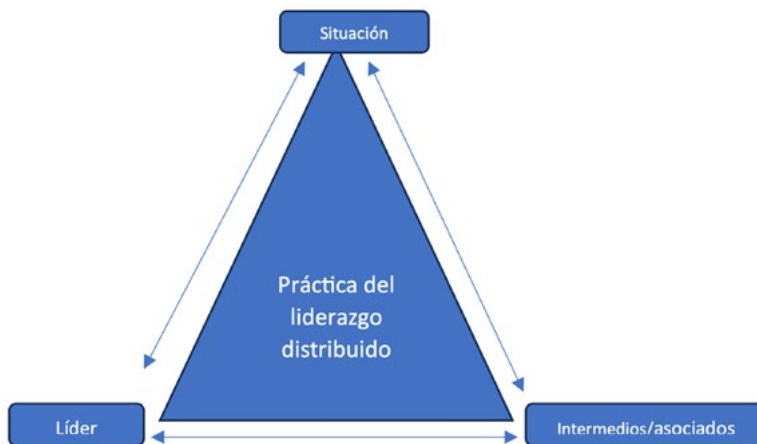 Situación
Práctica del
liderazgo
distribuido
Líder
Intermedios/asociados